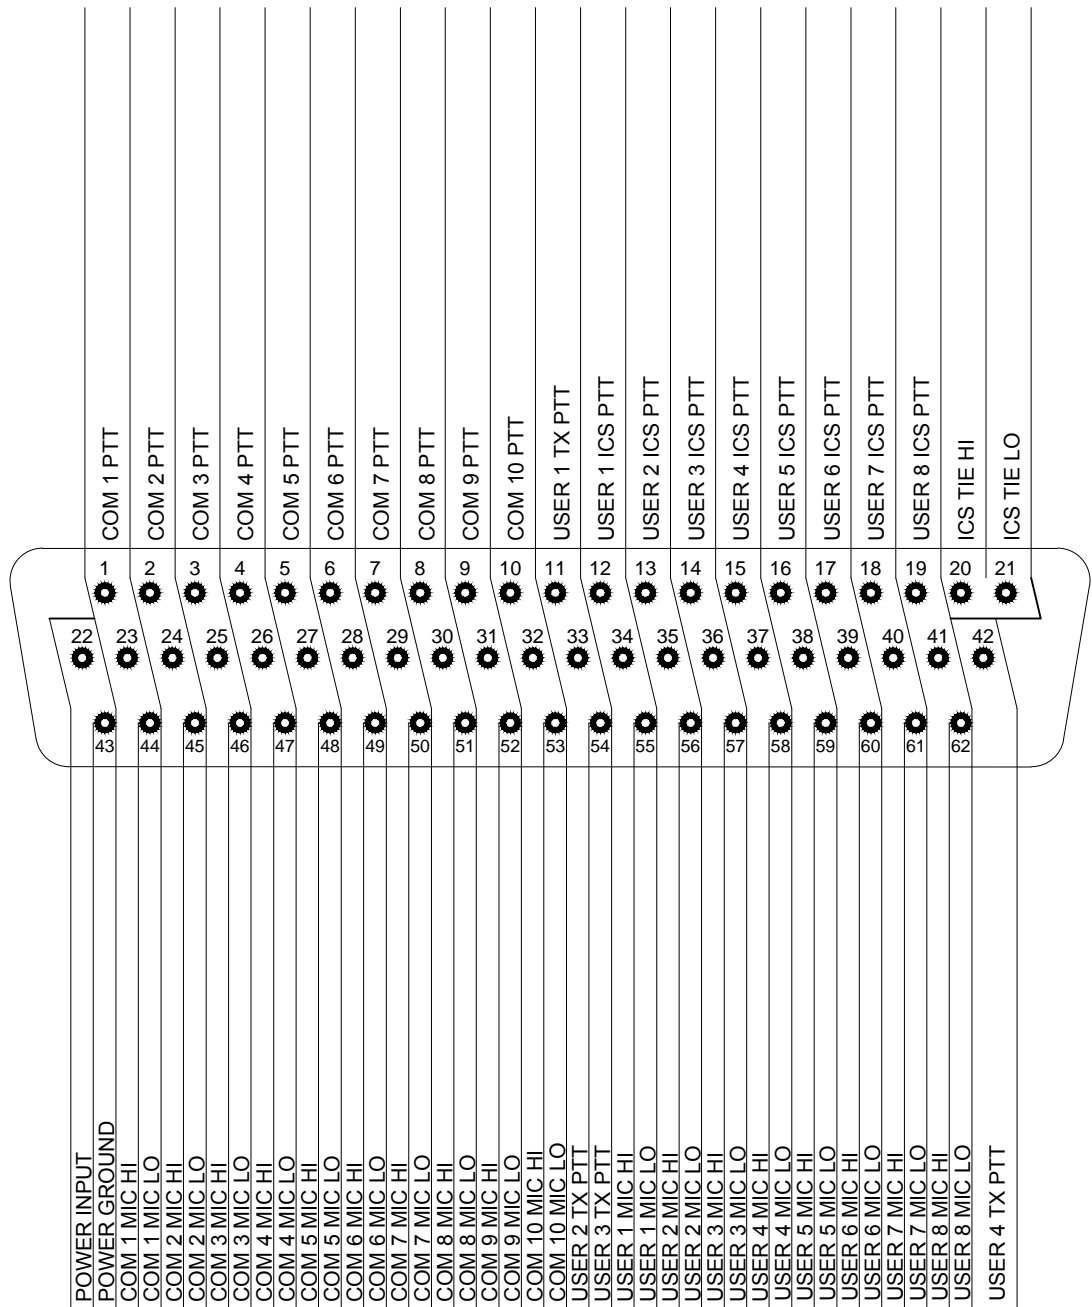 COM 1 PTT
COM 2 PTT
COM 3 PTT
COM 4 PTT
COM 5 PTT
COM 6 PTT
COM 7 PTT
COM 8 PTT
COM 9 PTT
COM 10 PTT
USER 1 TX PTT
USER 1 ICS PTT
USER 2 ICS PTT
USER 3 ICS PTT
USER 4 ICS PTT
USER 5 ICS PTT
USER 6 ICS PTT
USER 7 ICS PTT
USER 8 ICS PTT
ICS TIE HI
ICS TIE LO
1 2 3 4 5 6 7 8 9 10 11 12 13 14 15 16 17 18 19 20 21
22 23 24 25 26 27 28 29 30 31 32 33 34 35 36 37 38 39 40 41 42
43 44 45 46 47 48 49 50 51 52 53 54 55 56 57 58 59 60 61 62
POWER INPUT
POWER GROUND
COM 1 MIC HI
COM 1 MIC LO
COM 2 MIC HI
COM 2 MIC LO
COM 3 MIC HI
COM 3 MIC LO
COM 4 MIC HI
COM 4 MIC LO
COM 5 MIC HI
COM 5 MIC LO
COM 6 MIC HI
COM 6 MIC LO
COM 7 MIC HI
COM 7 MIC LO
COM 8 MIC HI
COM 8 MIC LO
COM 9 MIC HI
COM 9 MIC LO
COM 10 MIC HI
COM 10 MIC LO
USER 2 TX PTT
USER 3 TX PTT
USER 1 MIC HI
USER 1 MIC LO
USER 2 MIC HI
USER 2 MIC LO
USER 3 MIC HI
USER 3 MIC LO
USER 4 MIC HI
USER 4 MIC LO
USER 5 MIC HI
USER 5 MIC LO
USER 6 MIC HI
USER 6 MIC LO
USER 7 MIC HI
USER 7 MIC LO
USER 8 MIC HI
USER 8 MIC LO
USER 4 TX PTT